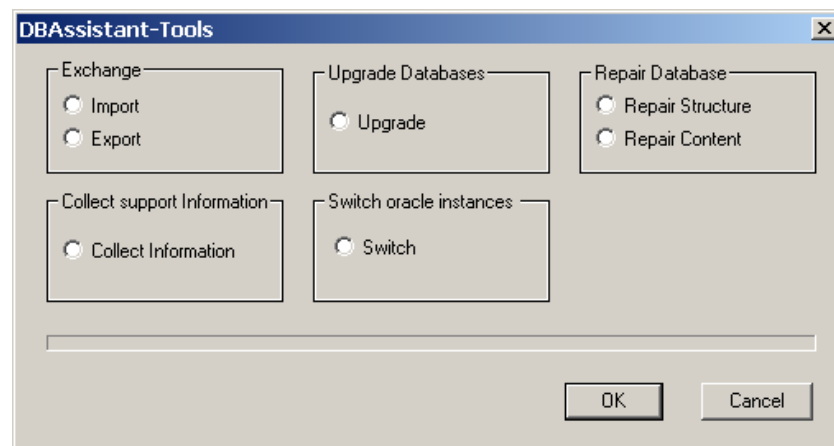 DBAssistant-Tools
Exchange
Import
Export
Upgrade Databases
Upgrade
Repair Database
Repair Structure
Repair Content
Collect support Information
Collect Information
Switch oracle instances
Switch
OK
Cancel